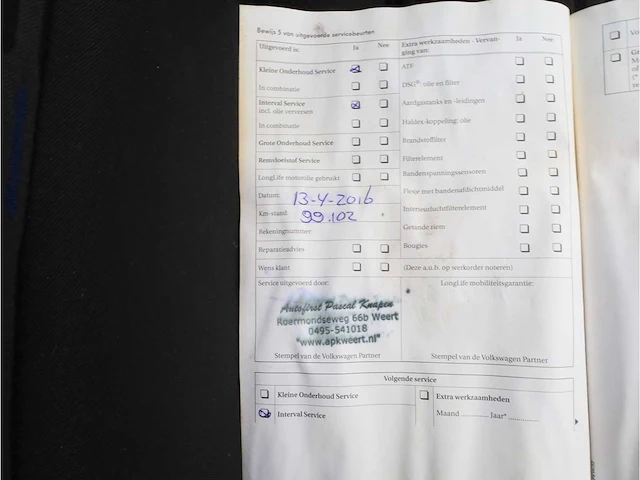 Bewijs 5 van uitgevoerde servicebeurten
Uitgevoerd is: Ja Nee
Kleine Onderhoud Service
In combinatie
Interval Service
incl. olie verversen
In combinatie
Grote Onderhoud Service
Remvloeistof Service
LongLife motorolie gebruikt
Datum: 13-4-2016
Km-stand: 99.102
Rekeningnummer:
Reparatieadvies
Wens klant
Extra werkzaamheden - Vervan- Ja Nee
ging van:
ATF
DSG®: olie en filter
Aardgastanks en -leidingen
Haldex-koppeling: olie
Brandstoffilter
Filterelement
Bandenspanningssensoren
Flesje met bandenafdichtmiddel
Interieurluchtfilterelement
Getande riem
Bougies
(Deze a.u.b. op werkorder noteren)
Service uitgevoerd door:
Autofirst Pascal Knapen
Roermondseweg 66b Weert
0495-541018
"www.apkweert.nl"
Stempel van de Volkswagen Partner
LongLife mobiliteitsgarantie:
Stempel van de Volkswagen Partner
Volgende service
Kleine Onderhoud Service
Interval Service
Extra werkzaamheden
Maand ............ Jaar* ............